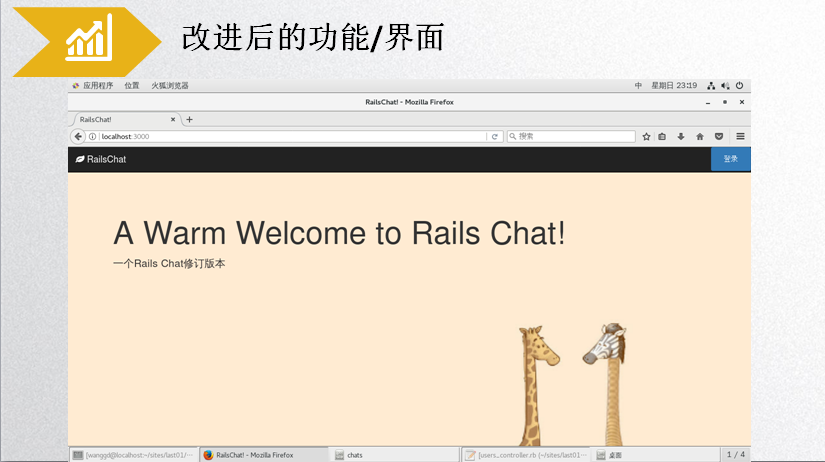 改进后的功能/界面
应用程序 位置 火狐浏览器 中 星期日 23:19
RailsChat! - Mozilla Firefox
RailsChat!
localhost:3000 搜索
RailsChat 登录
A Warm Welcome to Rails Chat!
一个Rails Chat修订版本
[wanggd@localhost:~/sites/last01/··· RailsChat! - Mozilla Firefox chats [users_controller.rb (~/sites/last01··· 桌面 1 / 4